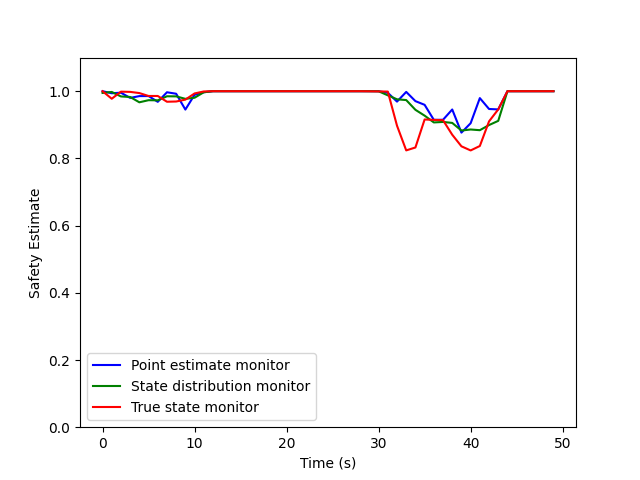 1.0
0.8
0.6
0.4
0.2
0.0
Safety Estimate
Point estimate monitor
State distribution monitor
True state monitor
0 10 20 30 40 50
Time (s)